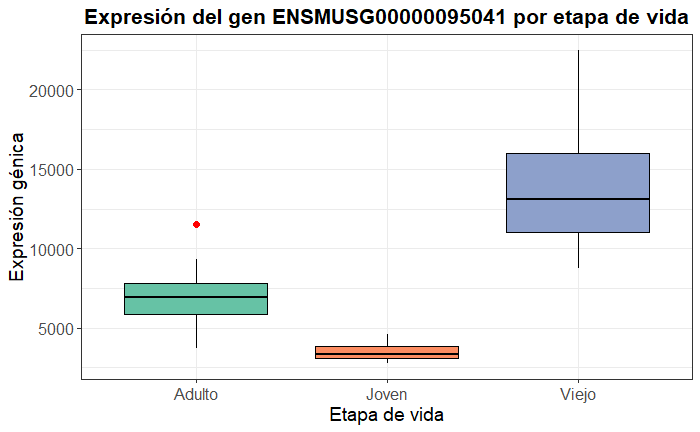 Expresión del gen ENSMUSG00000095041 por etapa de vida
Expresión génica
20000
15000
10000
5000
Adulto
Joven
Viejo
Etapa de vida